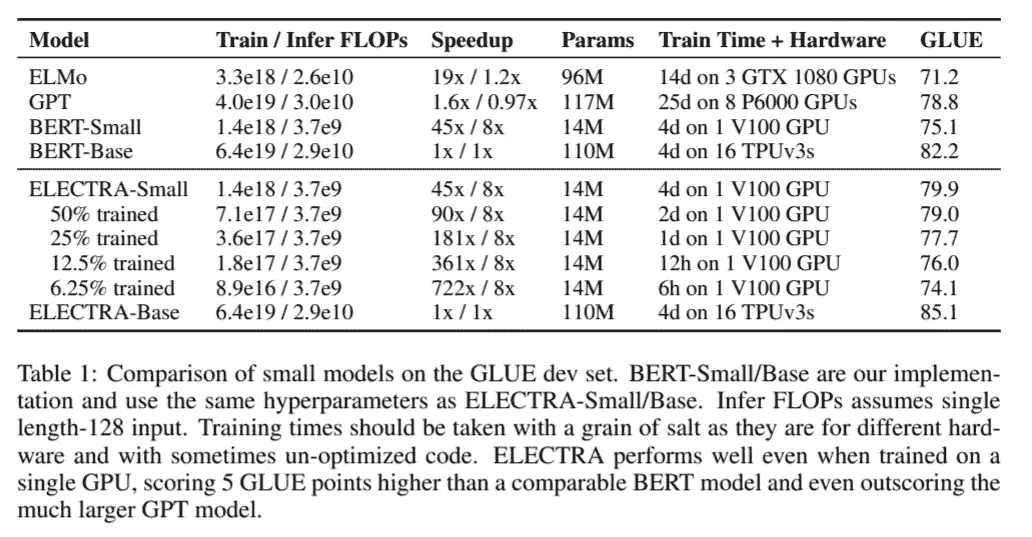 Model Train / Infer FLOPs Speedup Params Train Time + Hardware GLUE
ELMo 3.3e18 / 2.6e10 19x / 1.2x 96M 14d on 3 GTX 1080 GPUs 71.2
GPT 4.0e19 / 3.0e10 1.6x / 0.97x 117M 25d on 8 P6000 GPUs 78.8
BERT-Small 1.4e18 / 3.7e9 45x / 8x 14M 4d on 1 V100 GPU 75.1
BERT-Base 6.4e19 / 2.9e10 1x / 1x 110M 4d on 16 TPUv3s 82.2
ELECTRA-Small 1.4e18 / 3.7e9 45x / 8x 14M 4d on 1 V100 GPU 79.9
50% trained 7.1e17 / 3.7e9 90x / 8x 14M 2d on 1 V100 GPU 79.0
25% trained 3.6e17 / 3.7e9 181x / 8x 14M 1d on 1 V100 GPU 77.7
12.5% trained 1.8e17 / 3.7e9 361x / 8x 14M 12h on 1 V100 GPU 76.0
6.25% trained 8.9e16 / 3.7e9 722x / 8x 14M 6h on 1 V100 GPU 74.1
ELECTRA-Base 6.4e19 / 2.9e10 1x / 1x 110M 4d on 16 TPUv3s 85.1
Table 1: Comparison of small models on the GLUE dev set. BERT-Small/Base are our implemen-
tation and use the same hyperparameters as ELECTRA-Small/Base. Infer FLOPs assumes single
length-128 input. Training times should be taken with a grain of salt as they are for different hard-
ware and with sometimes un-optimized code. ELECTRA performs well even when trained on a
single GPU, scoring 5 GLUE points higher than a comparable BERT model and even outscoring the
much larger GPT model.